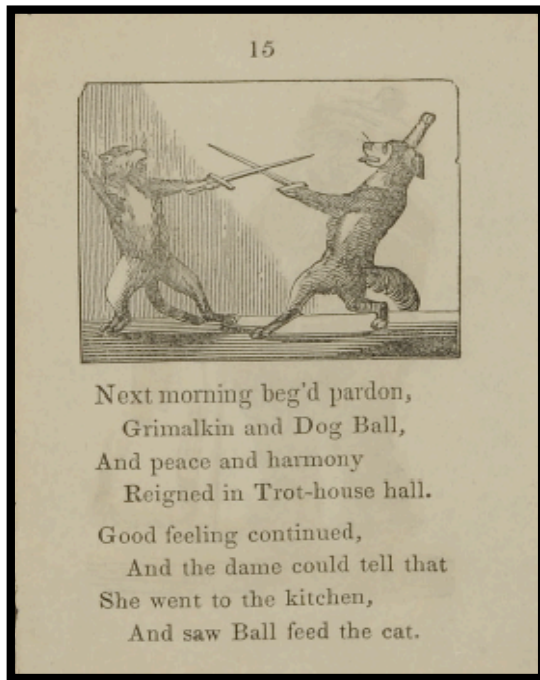 15
Next morning beg'd pardon,
Grimalkin and Dog Ball,
And peace and harmony
Reigned in Trot-house hall.
Good feeling continued,
And the dame could tell that
She went to the kitchen,
And saw Ball feed the cat.